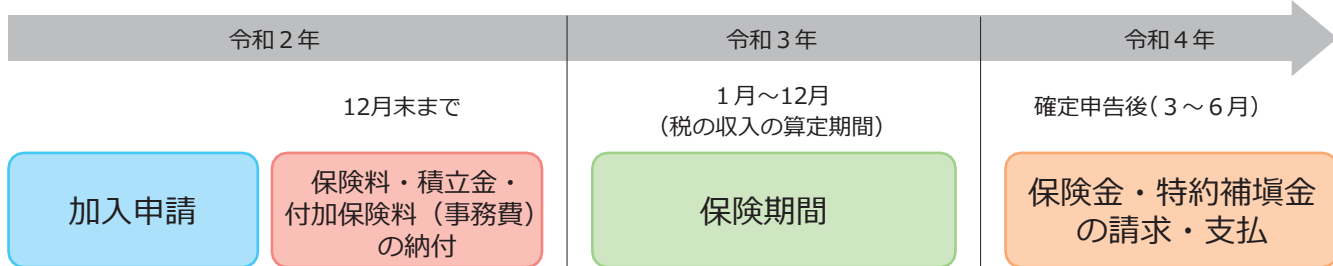 令和２年
令和３年
令和４年
12月末まで
１月～12月
（税の収入の算定期間）
確定申告後（３～６月）
加入申請
保険料・積立金・
付加保険料（事務費）
の納付
保険期間
保険金・特約補塡金
の請求・支払